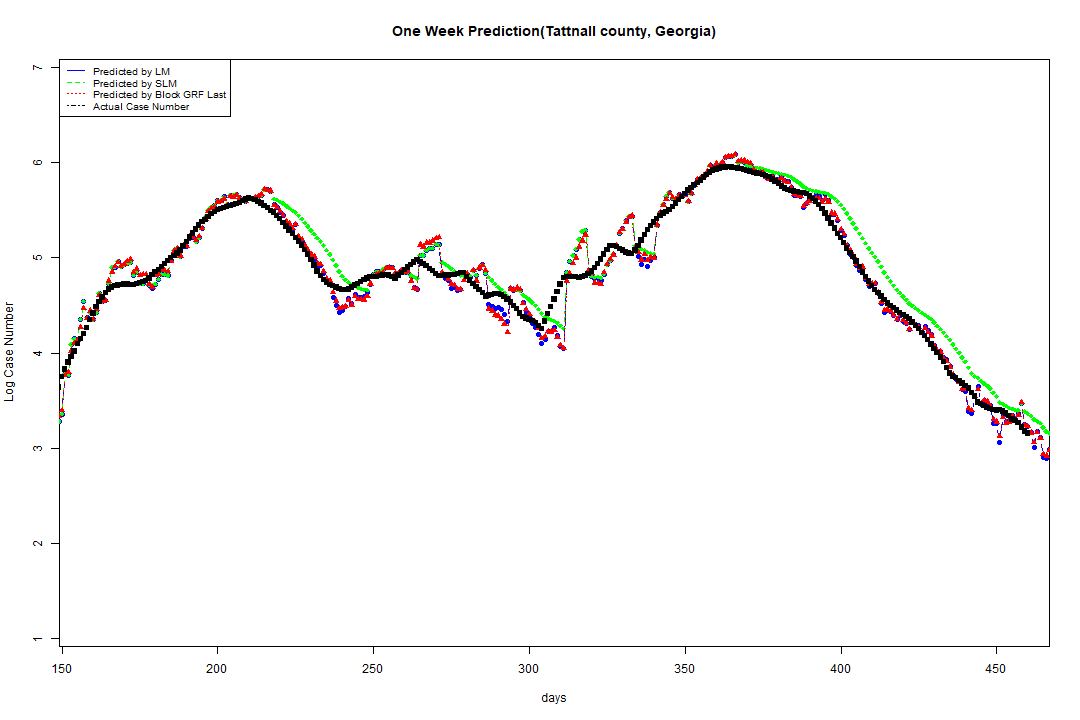 One Week Prediction(Tattnall county, Georgia)
Predicted by LM
Predicted by SLM
Predicted by Block GRF Last
Actual Case Number
7
6
5
4
3
2
1
Log Case Number
150 200 250 300 350 400 450
days